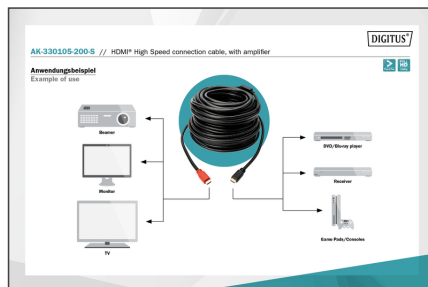 DIGITUS®
AK-330105-200-S // HDMI® High Speed connection cable, with amplifier
Anwendungsbeispiel
Example of use
Beamer
Monitor
TV
DVD/Blu-ray player
Receiver
Game Pads/Consoles